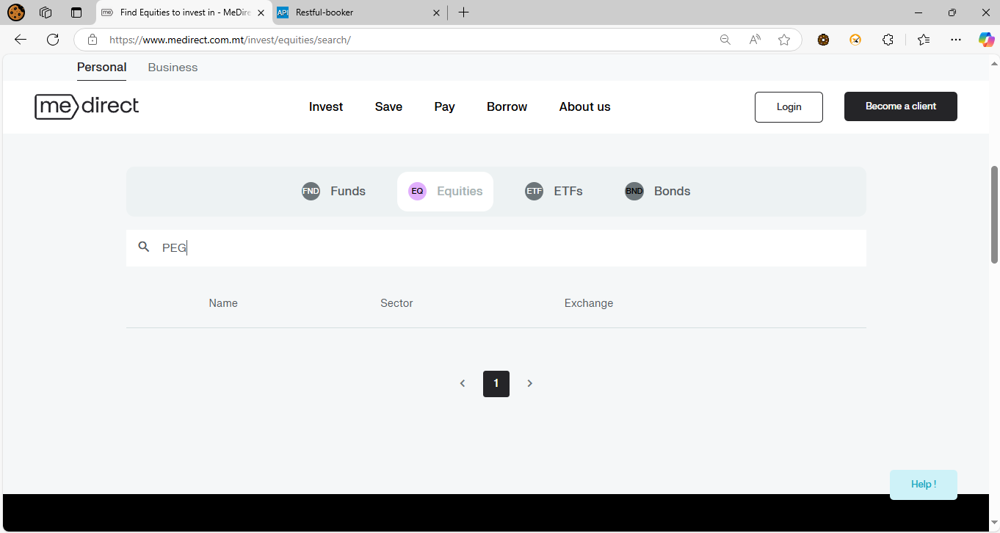 Find Equities to invest in - MeDire
API Restful-booker
https://www.medirect.com.mt/invest/equities/search/
Personal Business
me direct
Invest Save Pay Borrow About us
Login
Become a client
FND Funds
EQ Equities
ETF ETFs
BND Bonds
PEG
Name Sector Exchange
1
Help !